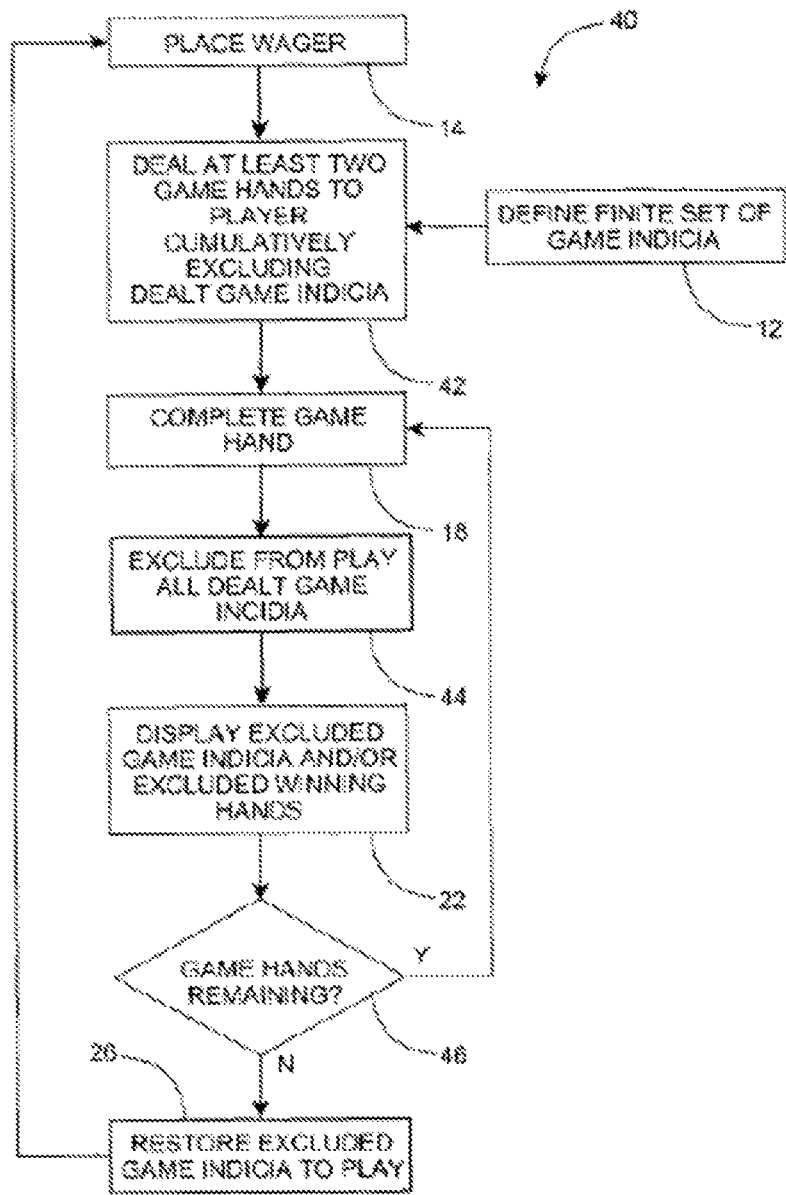 PLACE WAGER
40
14
DEAL AT LEAST TWO
GAME HANDS TO
PLAYER
CUMULATIVELY
EXCLUDING
DEALT GAME INDICIA
DEFINE FINITE SET OF
GAME INDICIA
12
42
COMPLETE GAME
HAND
18
EXCLUDE FROM PLAY
ALL DEALT GAME
INCIDIA
44
DISPLAY EXCLUDED
GAME INDICIA AND/OR
EXCLUDED WINNING
HANDS
22
GAME HANDS
REMAINING?
Y
46
N
26
RESTORE EXCLUDED
GAME INDICIA TO PLAY